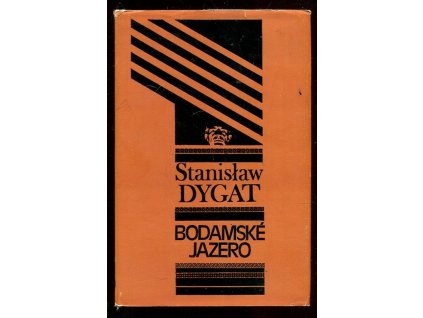 Stanisław
DYGAT
BODAMSKÉ
JAZERO